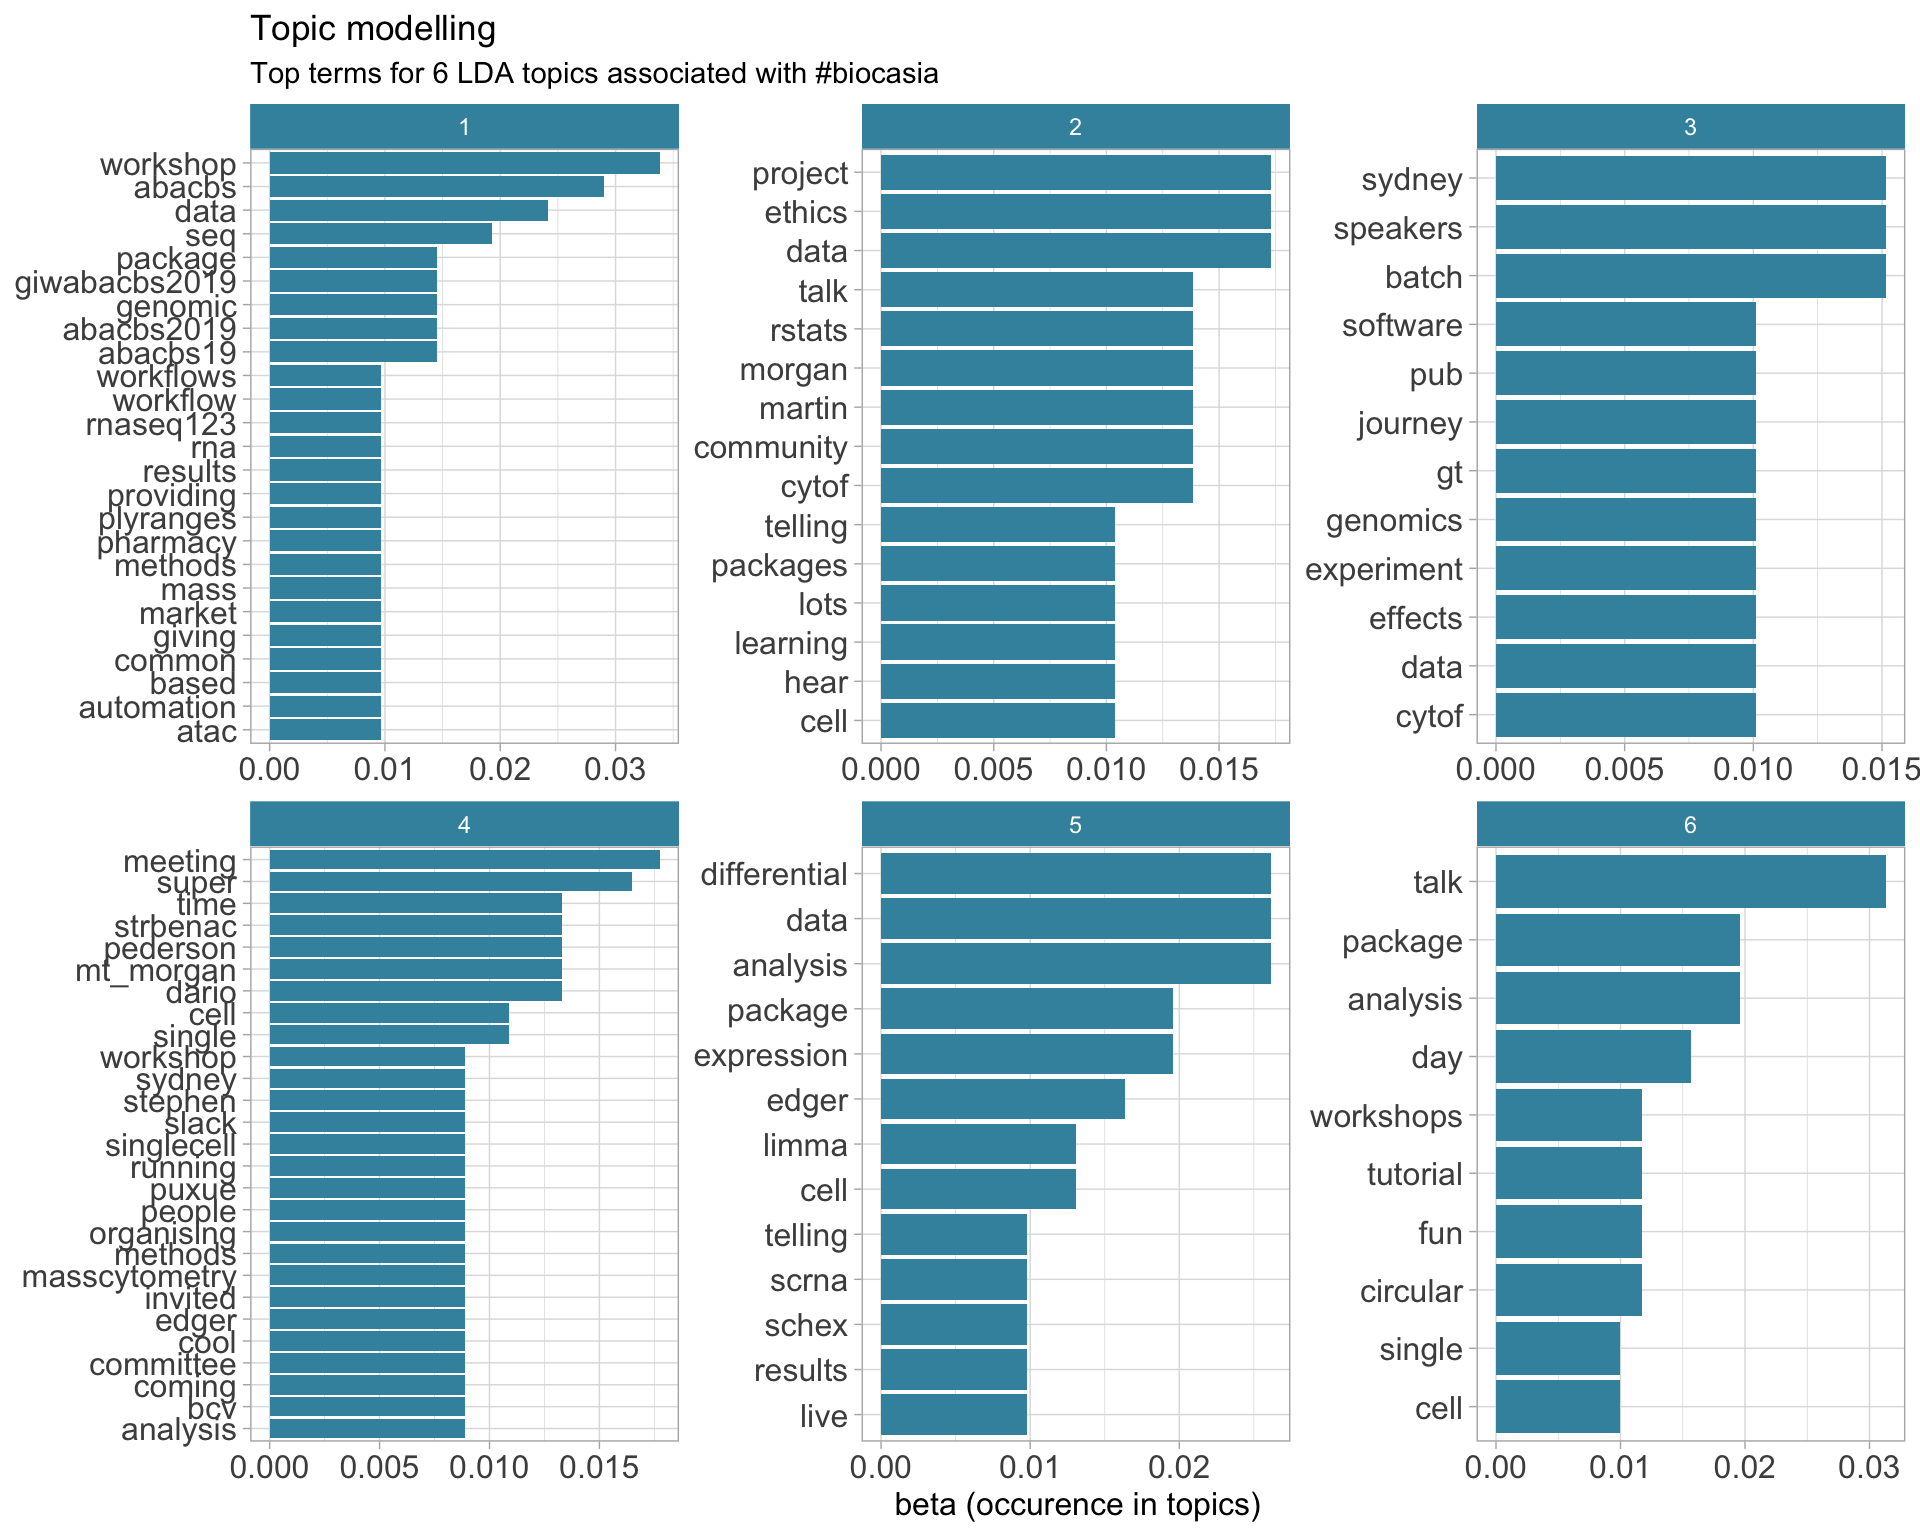 Topic modelling
Top terms for 6 LDA topics associated with #biocasia
1
workshop
abacbs
data
seq
package
giwabacbs2019
genomic
abacbs2019
abacbs19
workflows
workflow
rnaseq123
rna
results
providing
plyranges
pharmacy
methods
mass
market
giving
common
based
automation
atac
0.00 0.01 0.02 0.03
2
project
ethics
data
talk
rstats
morgan
martin
community
cytof
telling
packages
lots
learning
hear
cell
0.000 0.005 0.010 0.015
3
sydney
speakers
batch
software
pub
journey
gt
genomics
experiment
effects
data
cytof
0.000 0.005 0.010 0.015
4
meeting
super
time
strbenac
pederson
mt_morgan
dario
cell
single
workshop
sydney
stephen
slack
singlecell
running
puxue
people
organising
methods
masscytometry
invited
edger
cool
committee
coming
bcv
analysis
0.000 0.005 0.010 0.015
5
differential
data
analysis
package
expression
edger
limma
cell
telling
scrna
schex
results
live
0.00 0.01 0.02
6
talk
package
analysis
day
workshops
tutorial
fun
circular
single
cell
0.00 0.01 0.02 0.03
beta (occurence in topics)